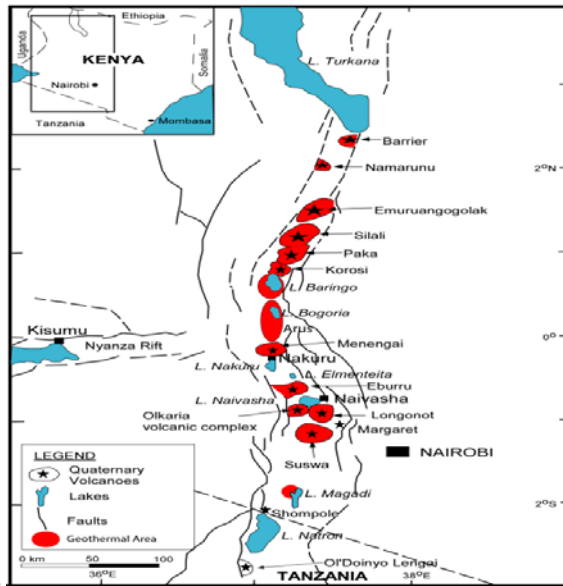 Ethiopia
Uganda
KENYA
Somalia
Nairobi
Tanzania
Mombasa
L. Turkana
Barrier
2°N
Namarunu
Emuruangogolak
Silali
Paka
Korosi
L. Baringo
L. Bogoria
Arus
0°
Kisumu
Nyanza Rift
Menengai
Nakuru
L. Nakuru
L. Elmenteita
Eburru
L. Naivasha
Naivasha
Olkaria
volcanic complex
Longonot
Margaret
NAIROBI
Suswa
LEGEND
Quaternary
Volcanoes
Lakes
Faults
Geothermal Area
L. Magadi
2°S
Shompole
L. Natron
0 km 50 100
Ol'Doinyo Lengai
36°E
TANZANIA
38°E